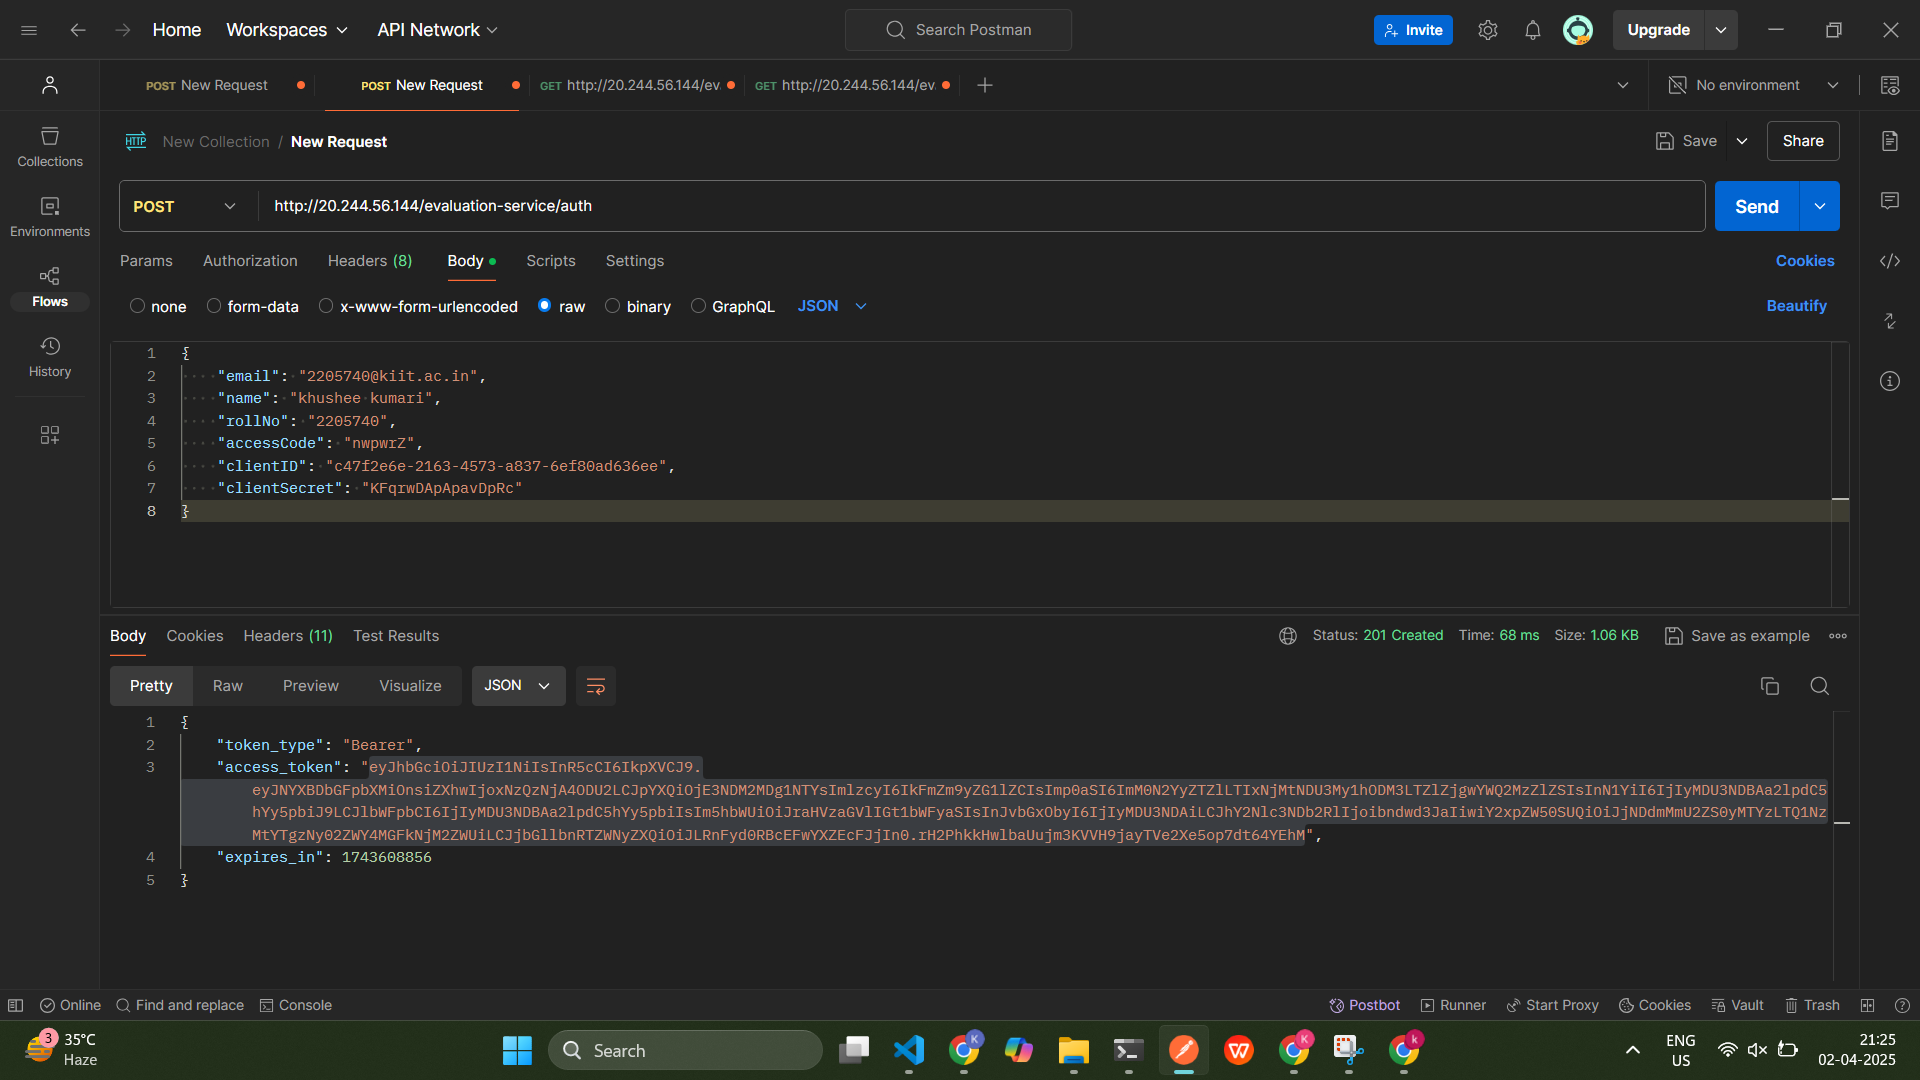 Home Workspaces API Network Search Postman Invite Upgrade
POST New Request POST New Request GET http://20.244.56.144/ev. GET http://20.244.56.144/ev. No environment
HTTP New Collection / New Request Save Share
POST http://20.244.56.144/evaluation-service/auth Send
Params Authorization Headers (8) Body Scripts Settings Cookies
none form-data x-www-form-urlencoded raw binary GraphQL JSON Beautify
Collections
Environments
Flows
History
1 {
2 "email": "2205740@kiit.ac.in",
3 "name": "khushee kumari",
4 "rollNo": "2205740",
5 "accessCode": "nwpwrZ",
6 "clientID": "c47f2e6e-2163-4573-a837-6ef80ad636ee",
7 "clientSecret": "KFqrwDApApavDpRc"
8 }
Body Cookies Headers (11) Test Results Status: 201 Created Time: 68 ms Size: 1.06 KB Save as example
Pretty Raw Preview Visualize JSON
1 {
2 "token_type": "Bearer",
3 "access_token": "eyJhbGciOiJIUzI1NiIsInR5cCI6IkpXVCJ9.
eyJNYXBDbGFpbXMiOnsiZXhwIjoxNzQzNjA4ODU2LCJpYXQiOjE3NDM2MDg1NTYsImlzcyI6IkFmZm9yZG1lZCIsImp0aSI6ImM0N2YyZTZlLTIxNjMtNDU3My1hODM3LTZlZjgwYWQ2MzZlZSIsInN1YiI6IjIyMDU3NDBAa2lpdC5
hYy5pbiJ9LCJlbWFpbCI6IjIyMDU3NDBAa2lpdC5hYy5pbiIsIm5hbWUiOiJraHVzaGVlIGt1bWFyaSIsInJvbGxObyI6IjIyMDU3NDAiLCJhY2Nlc3NDb2RlIjoibndwd3JaIiwiY2xpZW50SUQiOiJjNDdmMmU2ZS0yMTYzLTQ1Nz
MtYTgzNy02ZWY4MGFkNjM2ZWUiLCJjbGllbnRTZWNyZXQiOiJLRnFyd0RBcEFwYXZEcFJjIn0.rH2PhkkHwlbaUujm3KVVH9jayTVe2Xe5op7dt64YEhM",
4 "expires_in": 1743608856
5 }
Online Find and replace Console Postbot Runner Start Proxy Cookies Vault Trash
3 35°C
Haze
Search
ENG
US
21:25
02-04-2025